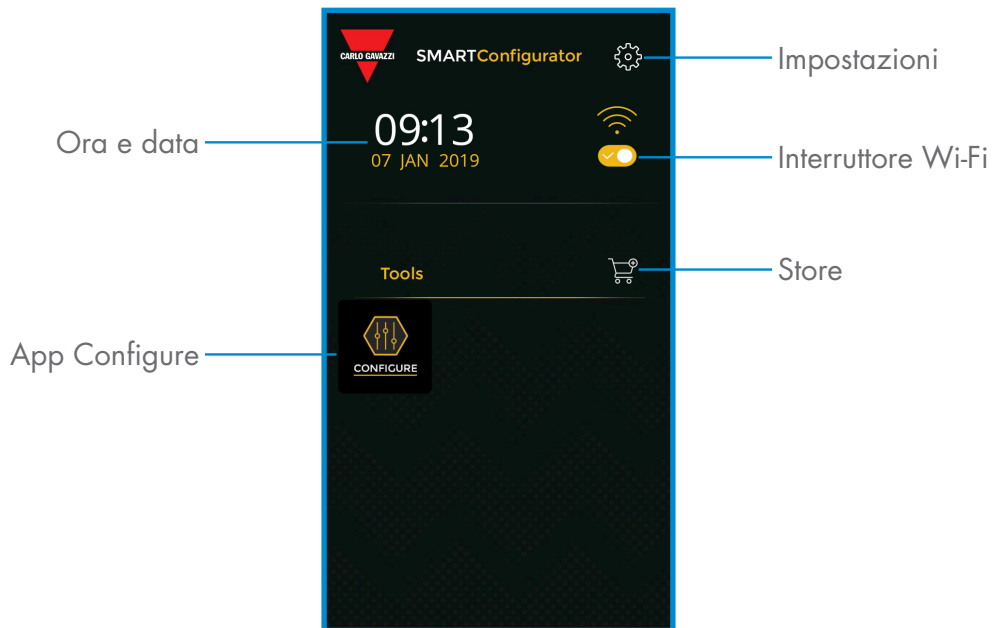 CARLO GAVAZZI
SMARTConfigurator
Impostazioni
Ora e data
09:13
07 JAN 2019
Interruttore Wi-Fi
Tools
Store
App Configure
CONFIGURE